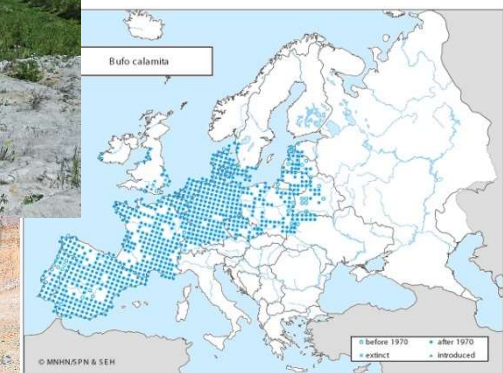 Bufo calamita
before 1970
after 1970
extinct
introduced
© MNHN/SPN & SEH